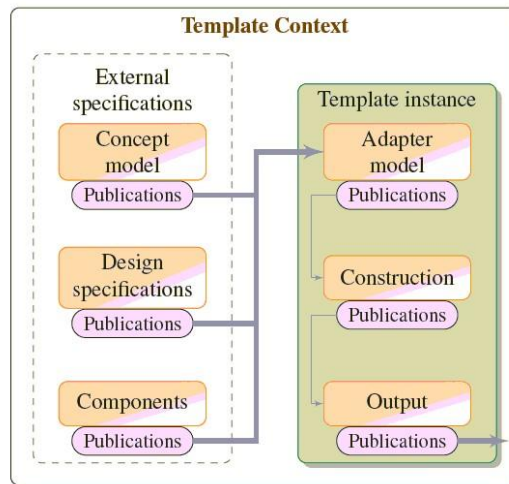 Template Context
External
specifications
Concept
model
Publications
Design
specifications
Publications
Components
Publications
Template instance
Adapter
model
Publications
Construction
Publications
Output
Publications